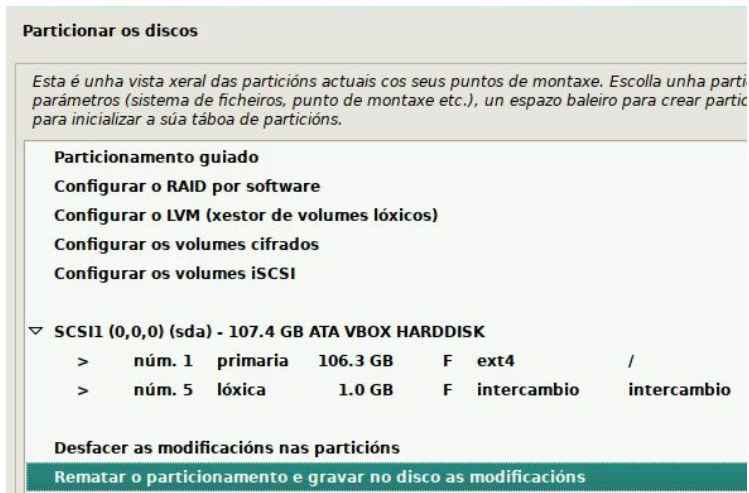 Particionar os discos
Esta é unha vista xeral das particións actuais cos seus puntos de montaxe. Escolla unha
parámetros (sistema de ficheiros, punto de montaxe etc.), un espazo baleiro para crear
para inicializar a súa táboa de particións.
Particionamento guiado
Configurar o RAID por software
Configurar o LVM (xestor de volumes lóxicos)
Configurar os volumes cifrados
Configurar os volumes iSCSI
SCSI1 (0,0,0) (sda) - 107.4 GB ATA VBOX HARDDISK
> núm. 1 primaria 106.3 GB F ext4 /
> núm. 5 lóxica 1.0 GB F intercambio intercambio
Desfacer as modificacións nas particións
Rematar o particionamento e gravar no disco as modificacións